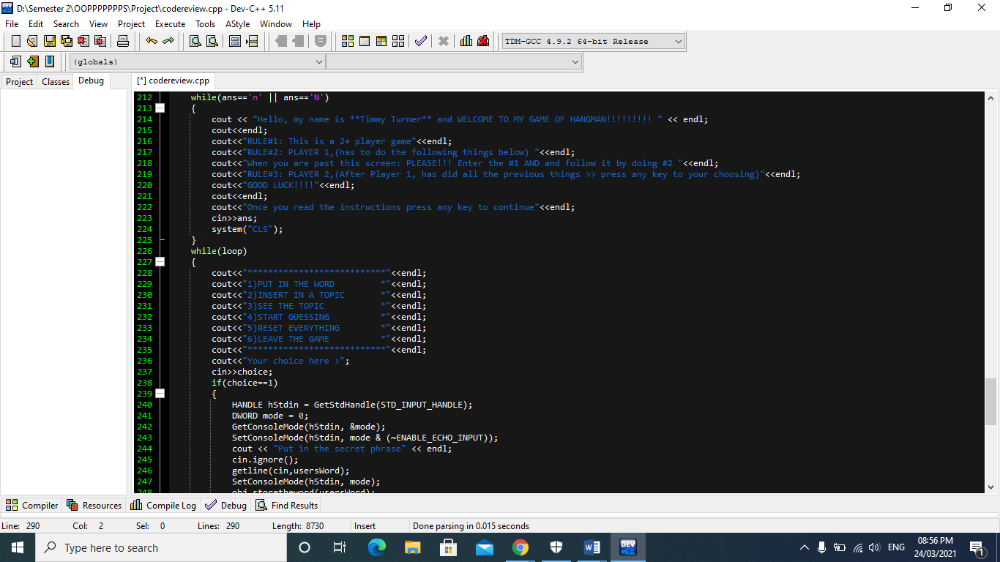 D:\Semester 2\OOPPPPPPPS\Project\codereview.cpp - Dev-C++ 5.11
File Edit Search View Project Execute Tools AStyle Window Help
TDM-GCC 4.9.2 64-bit Release
(globals)
Project Classes Debug
[*] codereview.cpp
212 while(ans=='n' || ans=='N')
213 {
214 cout << "Hello, my name is **Timmy Turner** and WELCOME TO MY GAME OF HANGMAN!!!!!!!!! " << endl;
215 cout<<endl;
216 cout<<"RULE#1: This is a 2+ player game"<<endl;
217 cout<<"RULE#2: PLAYER 1,(has to do the following things below) "<<endl;
218 cout<<"When you are past this screen: PLEASE!!! Enter the #1 AND and follow it by doing #2 "<<endl;
219 cout<<"RULE#3: PLAYER 2,(After Player 1, has did all the previous things >> press any key to your choosing)"<<endl;
220 cout<<"GOOD LUCK!!!!"<<endl;
221 cout<<endl;
222 cout<<"Once you read the instructions press any key to continue"<<endl;
223 cin>>ans;
224 system("CLS");
225 }
226 while(loop)
227 {
228 cout<<"***************************"<<endl;
229 cout<<"1)PUT IN THE WORD         *"<<endl;
230 cout<<"2)INSERT IN A TOPIC       *"<<endl;
231 cout<<"3)SEE THE TOPIC           *"<<endl;
232 cout<<"4)START GUESSING          *"<<endl;
233 cout<<"5)RESET EVERYTHING        *"<<endl;
234 cout<<"6)LEAVE THE GAME          *"<<endl;
235 cout<<"***************************"<<endl;
236 cout<<"Your choice here >";
237 cin>>choice;
238 if(choice==1)
239 {
240 HANDLE hStdin = GetStdHandle(STD_INPUT_HANDLE);
241 DWORD mode = 0;
242 GetConsoleMode(hStdin, &mode);
243 SetConsoleMode(hStdin, mode & (~ENABLE_ECHO_INPUT));
244 cout << "Put in the secret phrase" << endl;
245 cin.ignore();
246 getline(cin,usersWord);
247 SetConsoleMode(hStdin, mode);
248 obj.storetheword(usersWord);
Compiler Resources Compile Log Debug Find Results
Line: 290 Col: 2 Sel: 0 Lines: 290 Length: 8730 Insert Done parsing in 0.015 seconds
Type here to search
DEV
ENG
08:56 PM
24/03/2021
1